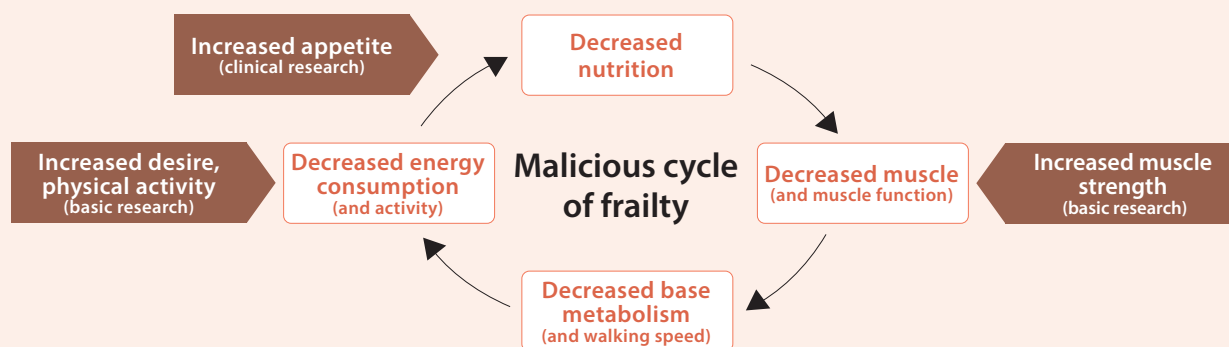 Increased appetite
(clinical research)
Decreased
nutrition
Increased desire,
physical activity
(basic research)
Decreased energy
consumption
(and activity)
Malicious cycle
of frailty
Decreased muscle
(and muscle function)
Increased muscle
strength
(basic research)
Decreased base
metabolism
(and walking speed)